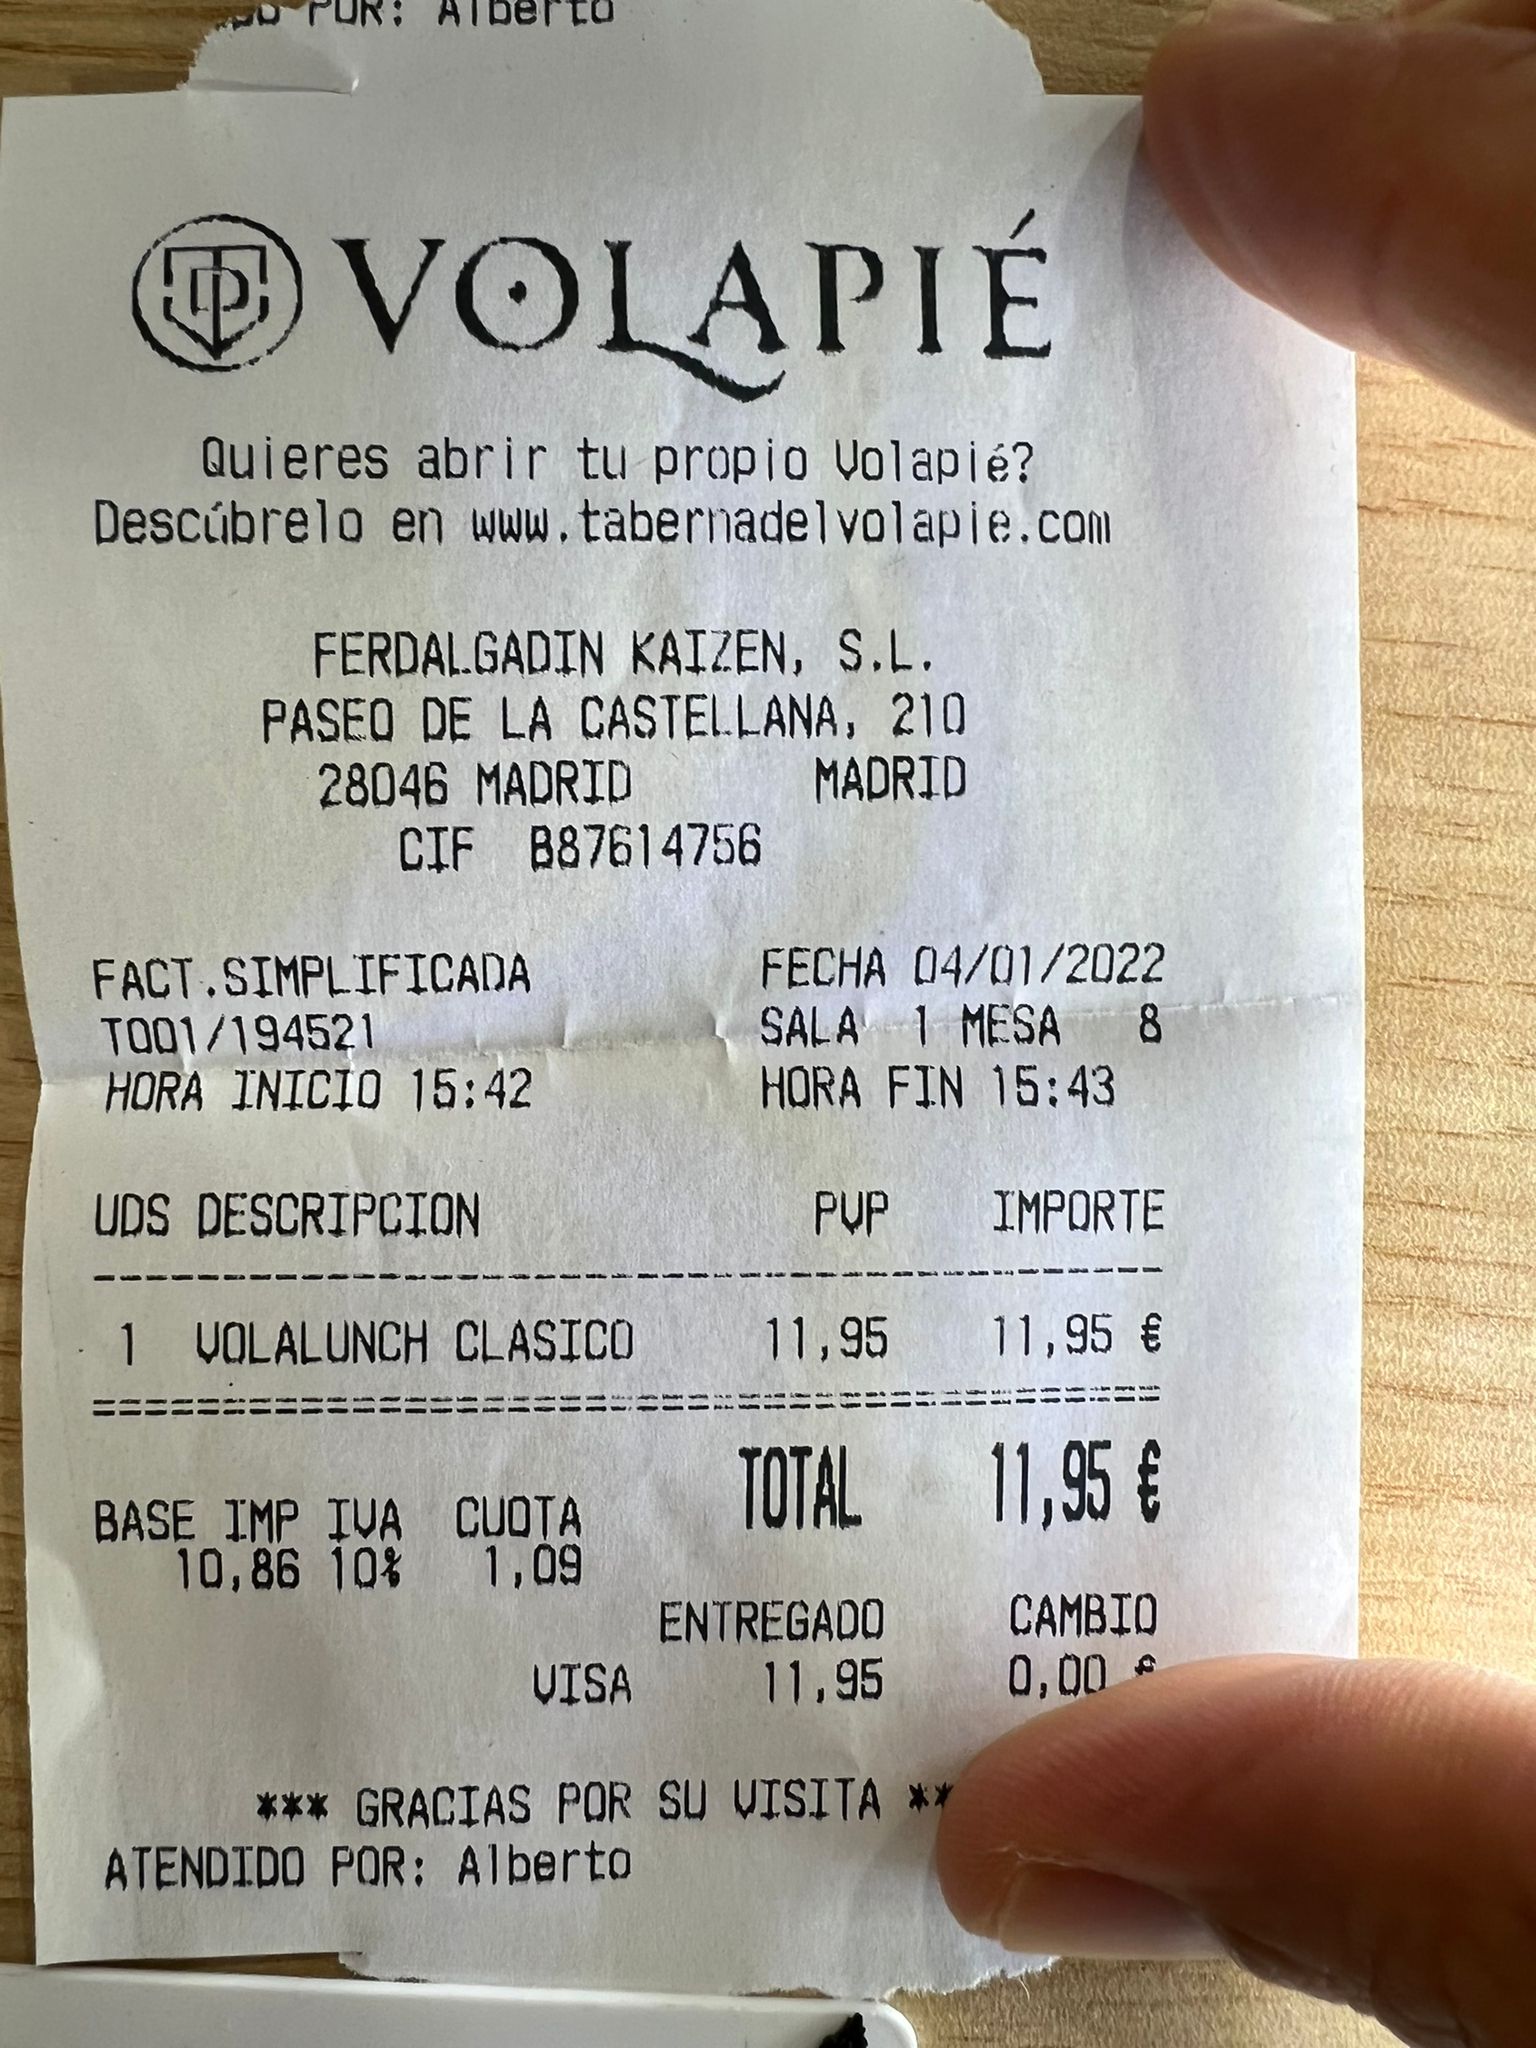 POR: Alberto
VOLAPIÉ
Quieres abrir tu propio Volapié?
Descúbrelo en www.tabernadelvolapie.com
FERDALGADIN KAIZEN, S.L.
PASEO DE LA CASTELLANA, 210
28046 MADRID MADRID
CIF B87614756
FACT.SIMPLIFICADA FECHA 04/01/2022
T001/194521 SALA 1 MESA 8
HORA INICIO 15:42 HORA FIN 15:43
UDS DESCRIPCION PVP IMPORTE
1 VOLALUNCH CLASICO 11,95 11,95 €
TOTAL 11,95 €
BASE IMP IVA CUOTA
10,86 10% 1,09
ENTREGADO CAMBIO
VISA 11,95 0,00 €
*** GRACIAS POR SU VISITA **
ATENDIDO POR: Alberto